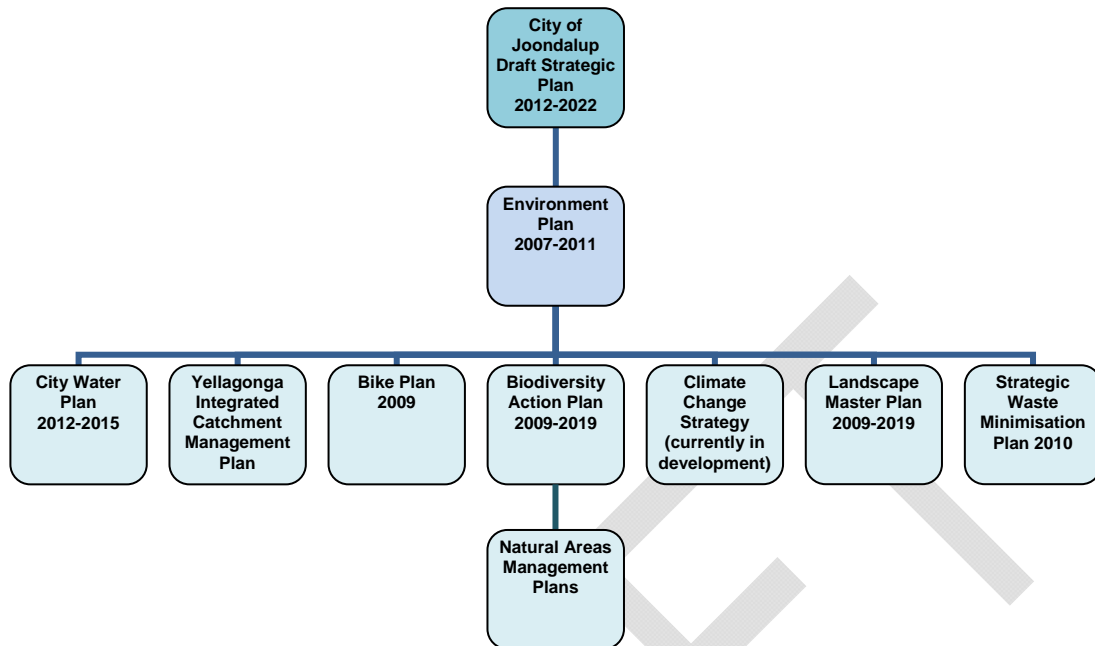 City of
Joondalup
Draft Strategic
Plan
2012-2022
Environment
Plan
2007-2011
City Water
Plan
2012-2015
Yellagonga
Integrated
Catchment
Management
Plan
Bike Plan
2009
Biodiversity
Action Plan
2009-2019
Climate
Change
Strategy
(currently in
development)
Landscape
Master Plan
2009-2019
Strategic
Waste
Minimisation
Plan 2010
Natural Areas
Management
Plans